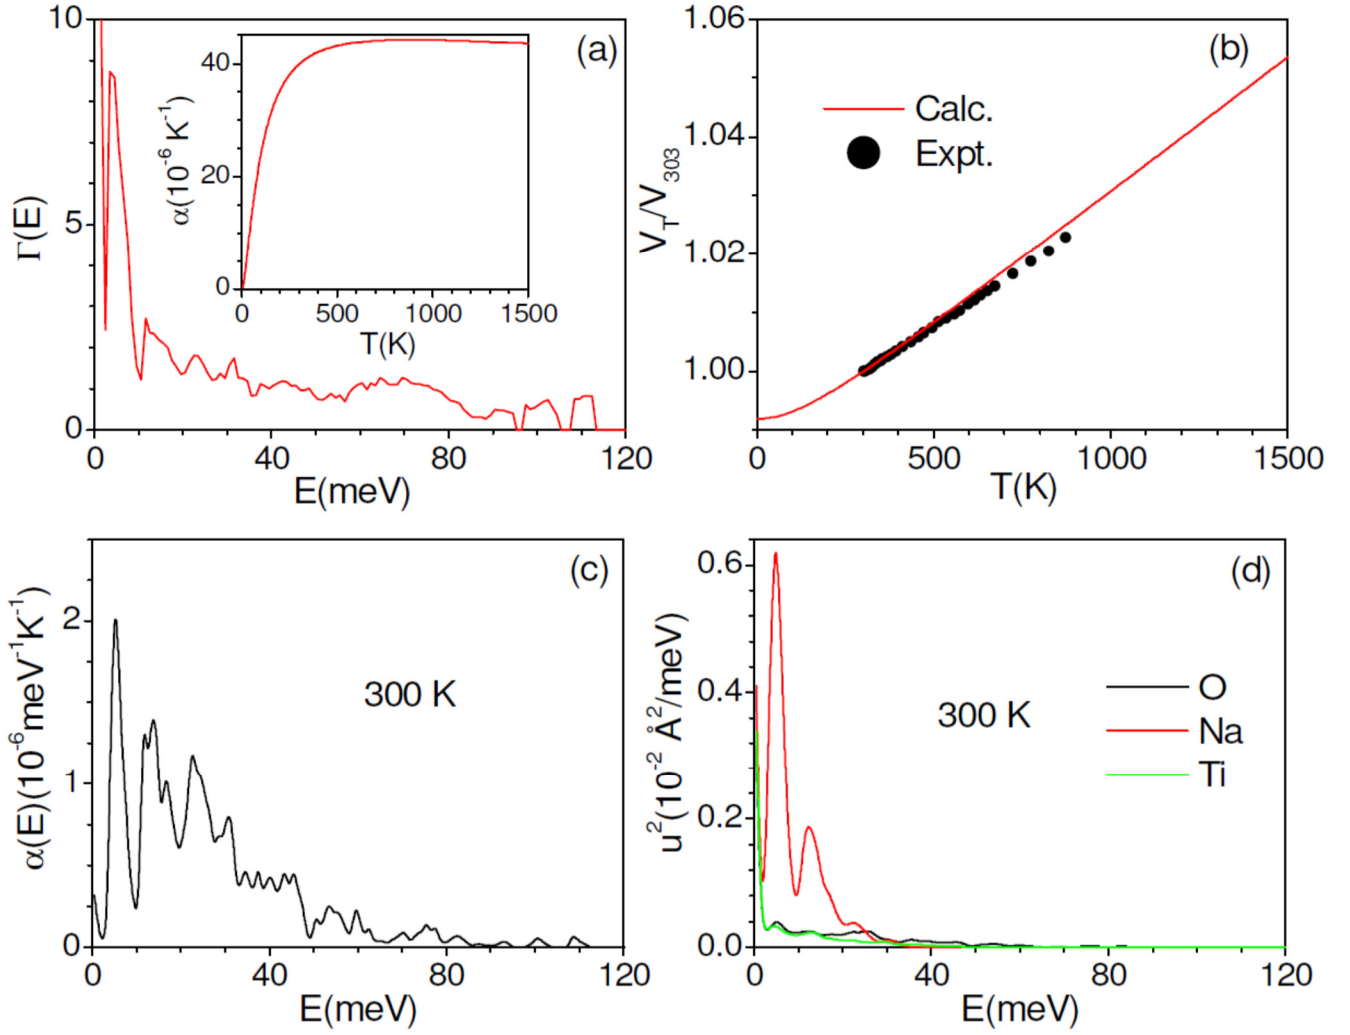 10
5
0
0 40 80 120
Γ(E)
E(meV)
(a)
40
20
0
0 500 1000 1500
α(10⁻⁶ K⁻¹)
T(K)
1.06
1.04
1.02
1.00
0 500 1000 1500
V_T/V_303
T(K)
(b)
Calc.
Expt.
2
1
0
0 40 80 120
α(E)(10⁻⁶meV⁻¹K⁻¹)
E(meV)
(c)
300 K
0.6
0.4
0.2
0.0
0 40 80 120
u²(10⁻² Å²/meV)
E(meV)
(d)
300 K
O
Na
Ti